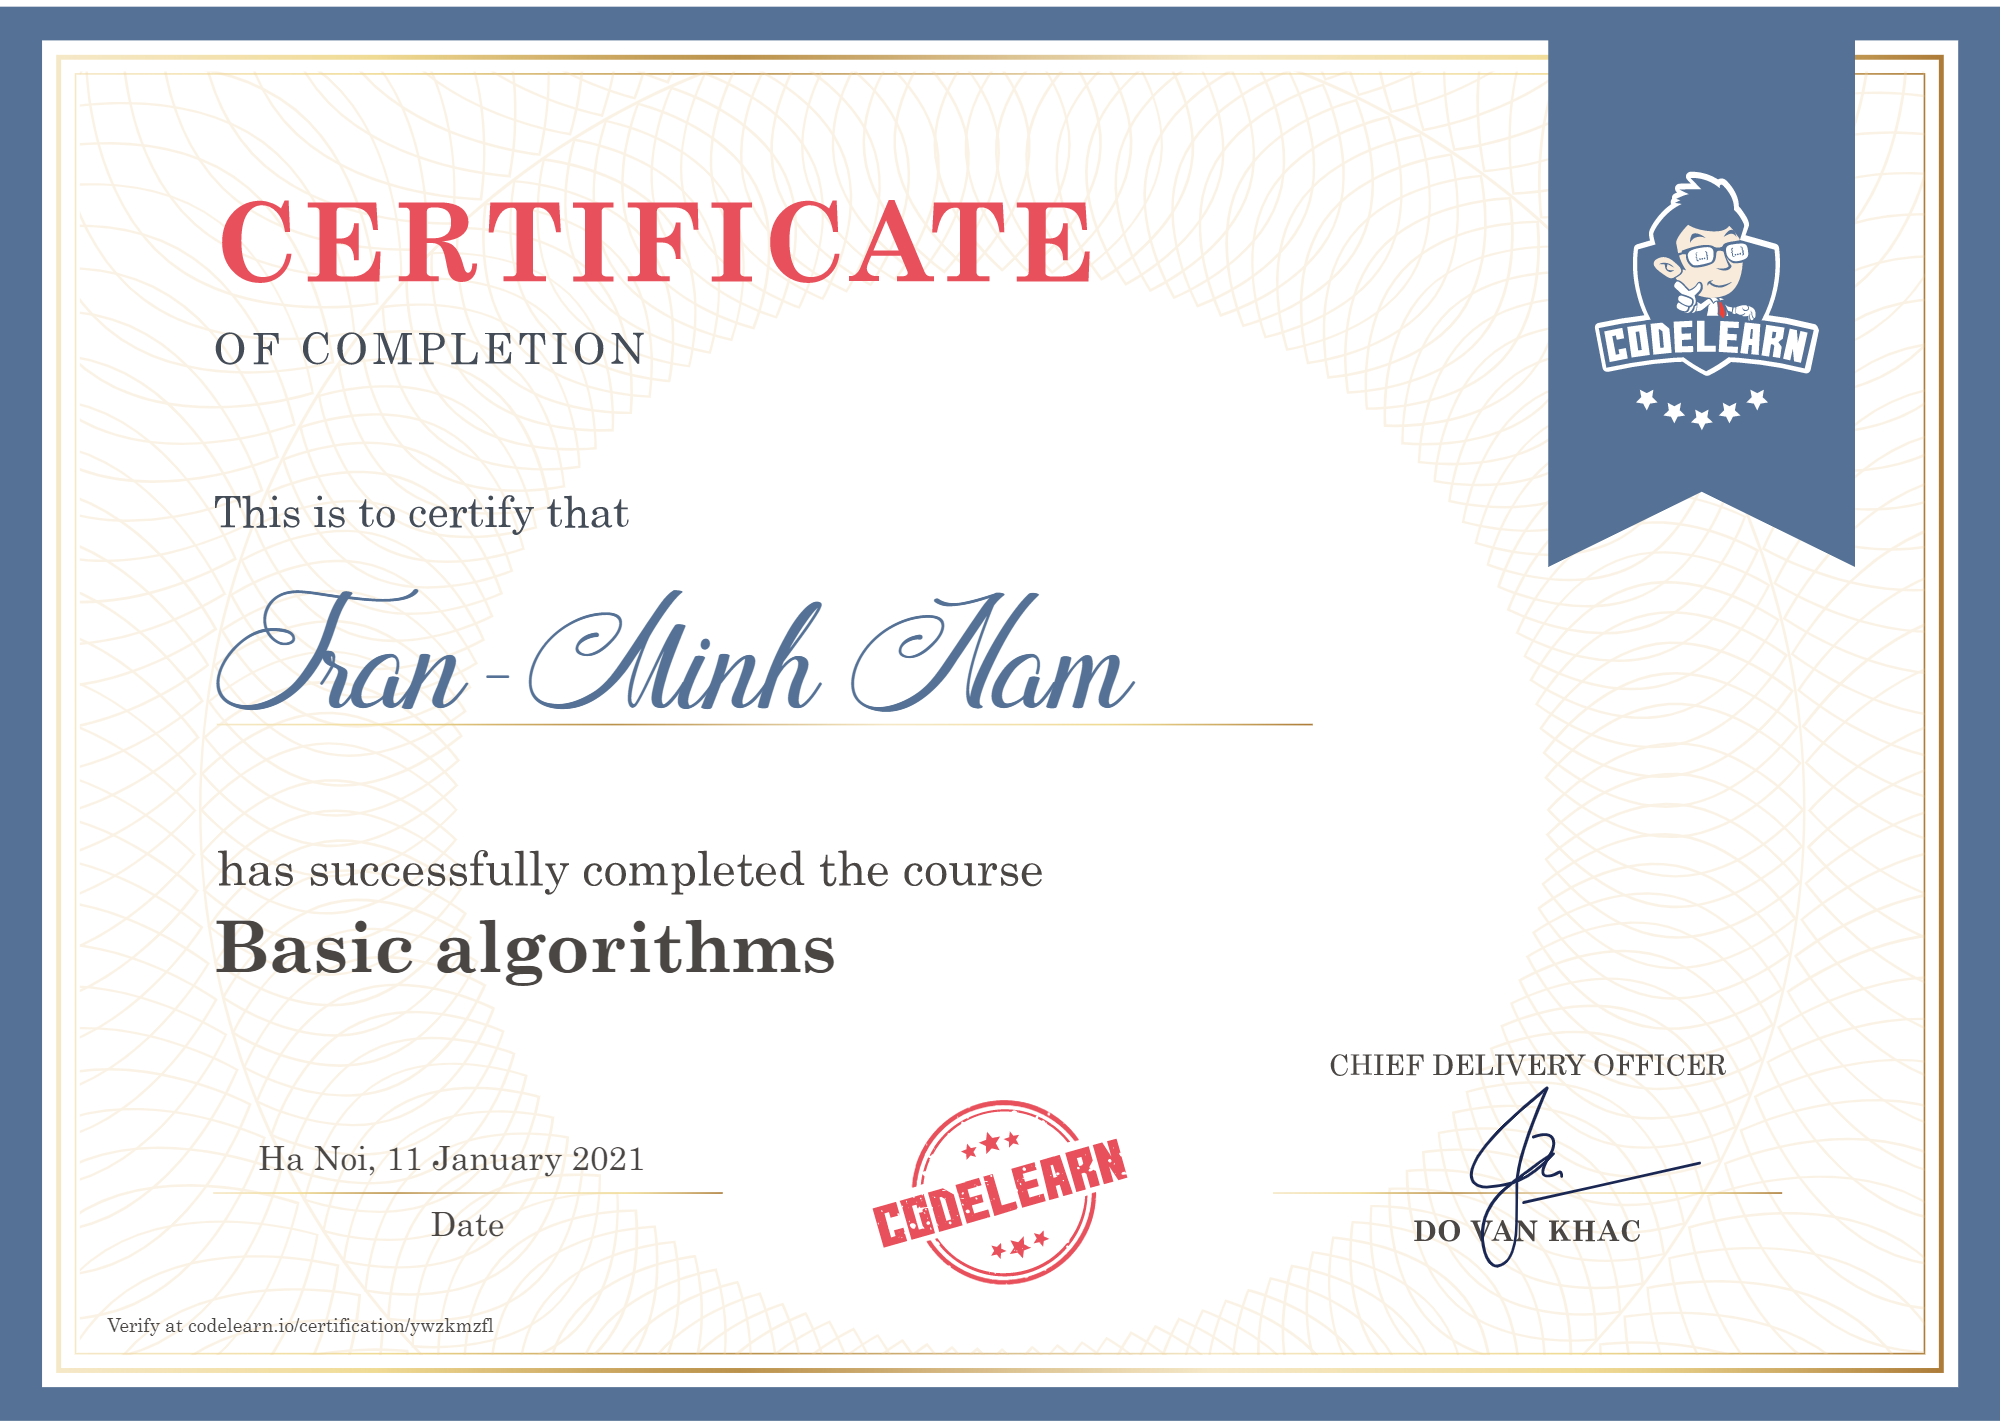 CERTIFICATE
OF COMPLETION
CODELEARN
This is to certify that
Tran - Minh Nam
has successfully completed the course
Basic algorithms
CHIEF DELIVERY OFFICER
Ha Noi, 11 January 2021
CODELEARN
Date
DO VAN KHAC
Verify at codelearn.io/certification/ywzkmzfl